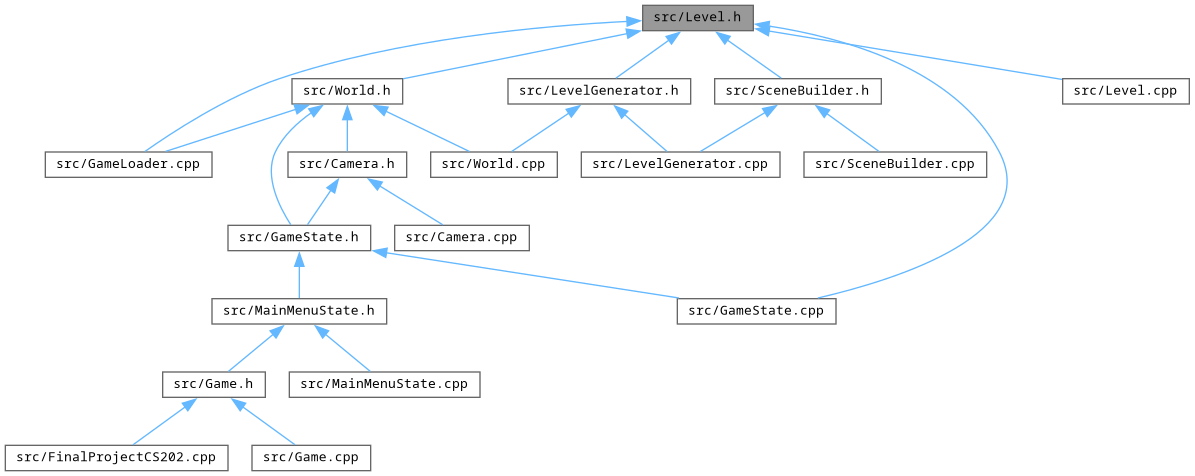 src/Level.h
src/World.h
src/LevelGenerator.h
src/SceneBuilder.h
src/Level.cpp
src/GameLoader.cpp
src/Camera.h
src/World.cpp
src/LevelGenerator.cpp
src/SceneBuilder.cpp
src/GameState.h
src/Camera.cpp
src/MainMenuState.h
src/GameState.cpp
src/Game.h
src/MainMenuState.cpp
src/FinalProjectCS202.cpp
src/Game.cpp